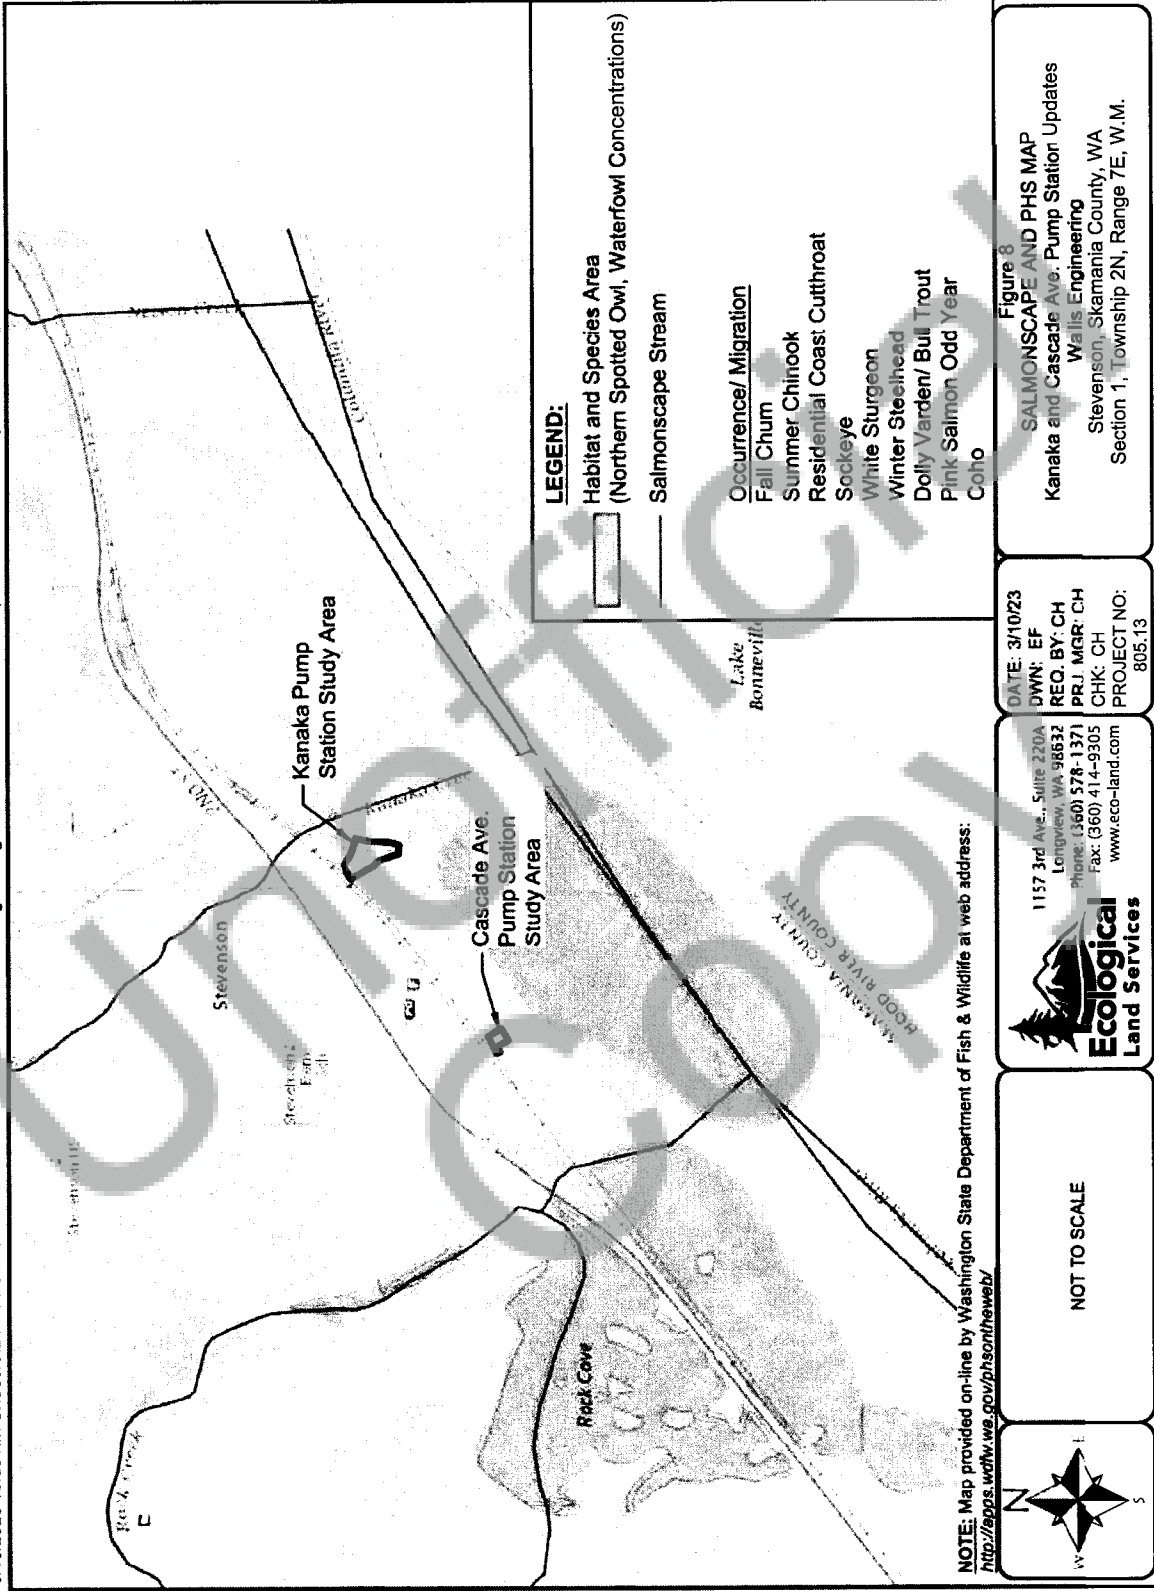 Stevenson
Kanaka Pump
Station Study Area
Cascade Ave.
Pump Station
Study Area
COLUMBIA RIVER
2ND ST
Rock Creek
Rock Cove
Lake
Bonneville
SKAMANIA COUNTY
HOOD RIVER COUNTY
LEGEND:
Habitat and Species Area
(Northern Spotted Owl, Waterfowl Concentrations)
Salmonscape Stream
Occurrence/ Migration
Fall Chum
Summer Chinook
Residential Coast Cutthroat
Sockeye
White Sturgeon
Winter Steelhead
Dolly Varden/ Bull Trout
Pink Salmon Odd Year
Coho
NOTE: Map provided on-line by Washington State Department of Fish & Wildlife at web address:
http://apps.wdfw.wa.gov/phsontheweb/
N
W
E
S
NOT TO SCALE
Ecological
Land Services
1157 3rd Ave., Suite 220A
Longview, WA 98632
Phone: (360) 578-1371
Fax: (360) 414-9305
www.eco-land.com
DATE: 3/10/23
DWN: EF
REQ. BY: CH
PRJ. MGR: CH
CHK: CH
PROJECT NO:
805.13
Figure 8
SALMONSCAPE AND PHS MAP
Kanaka and Cascade Ave. Pump Station Updates
Wallis Engineering
Stevenson, Skamania County, WA
Section 1, Township 2N, Range 7E, W.M.
Unofficial
Copy